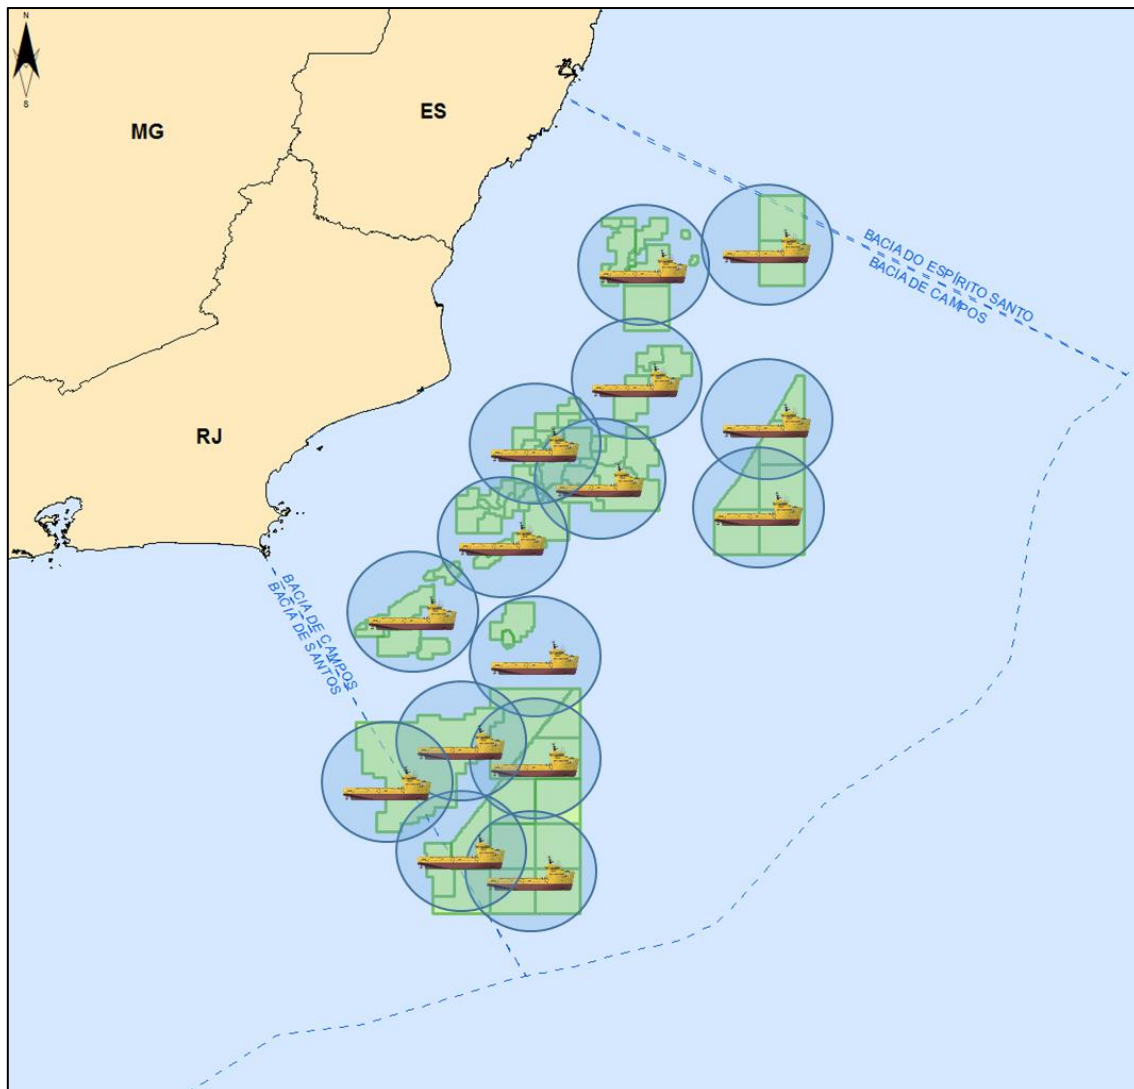 N
S
MG
ES
RJ
BACIA DO ESPÍRITO SANTO
BACIA DE CAMPOS
BACIA DE CAMPOS
BACIA DE SANTOS